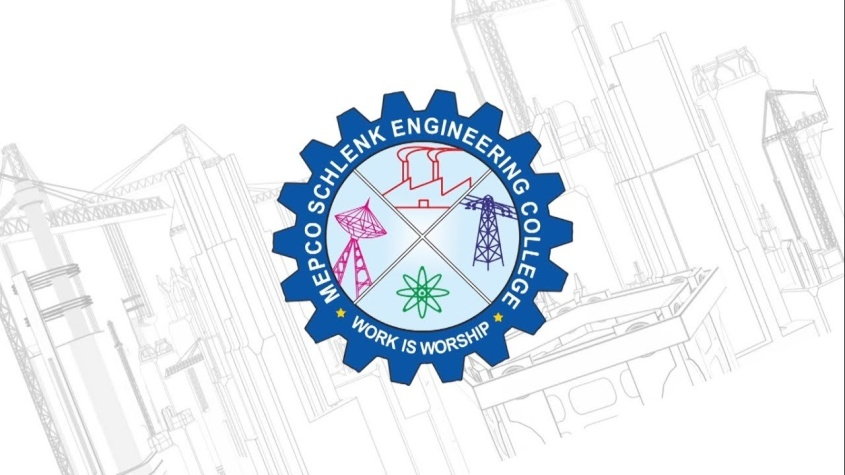 MEPCO SCHLENK ENGINEERING COLLEGE
WORK IS WORSHIP